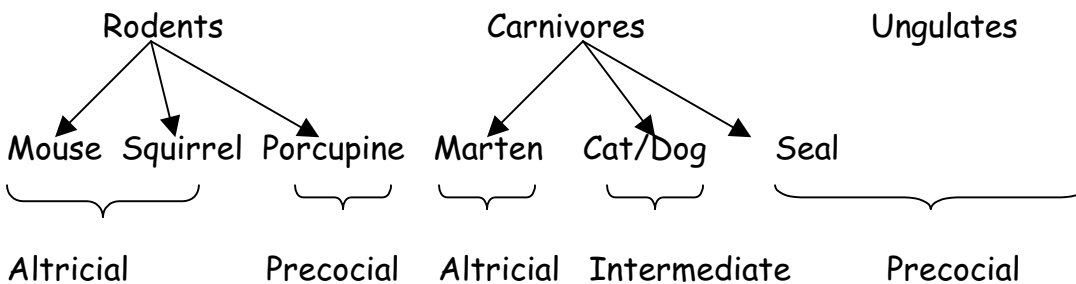 Rodents Carnivores Ungulates
Mouse Squirrel Porcupine Marten Cat/Dog Seal
Altricial Precocial Altricial Intermediate Precocial